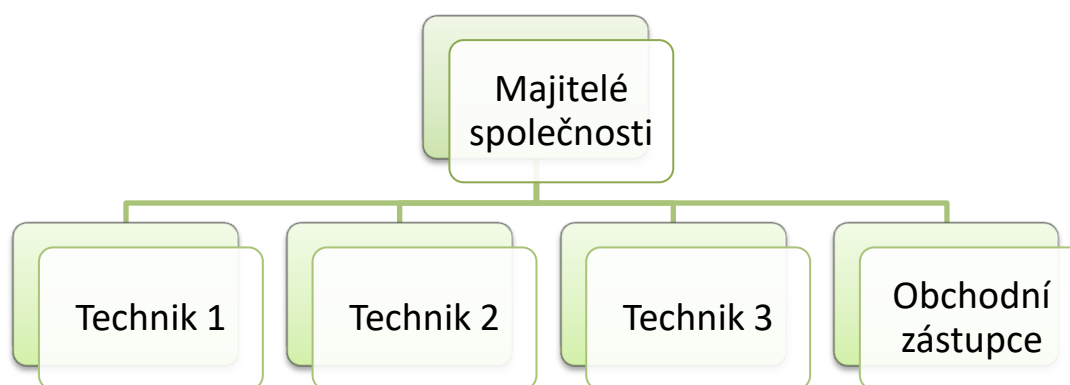 Majitelé
společnosti
Technik 1
Technik 2
Technik 3
Obchodní
zástupce